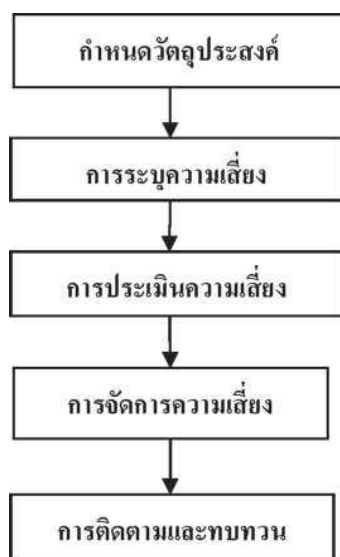 กำหนดวัตถุประสงค์
การระบุความเสี่ยง
การประเมินความเสี่ยง
การจัดการความเสี่ยง
การติดตามและทบทวน